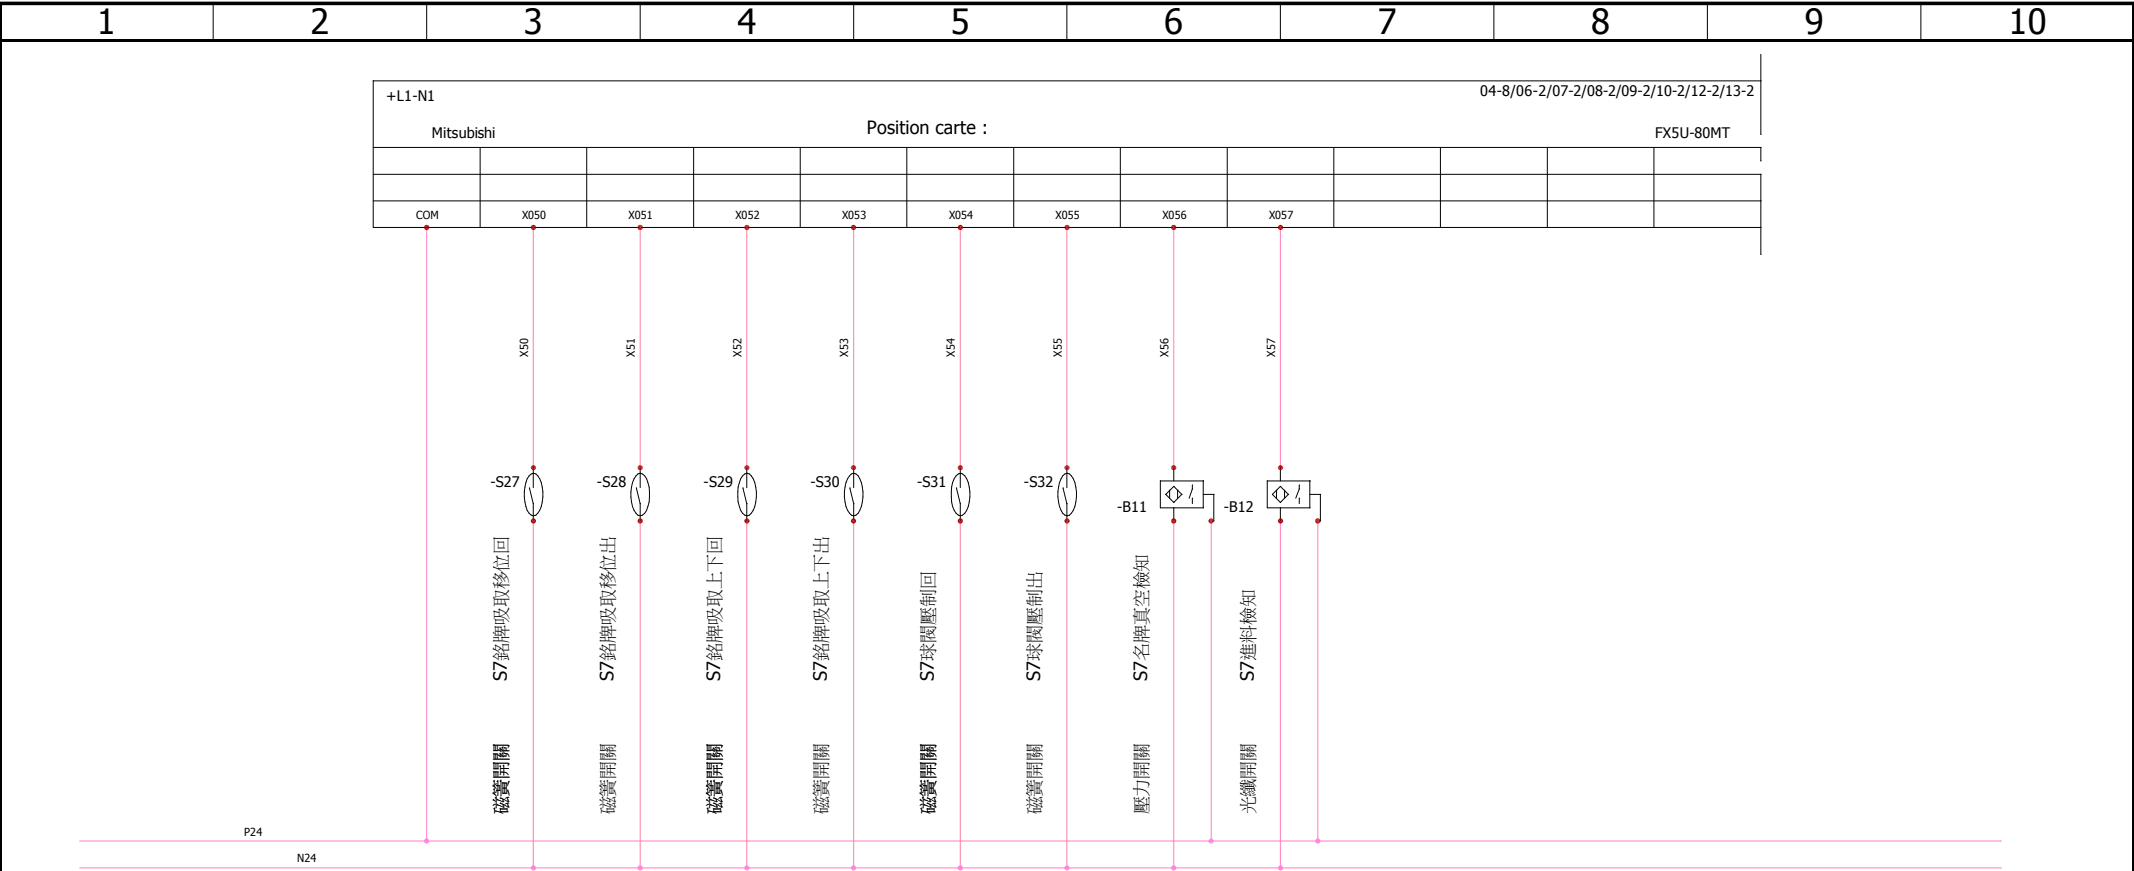 1 2 3 4 5 6 7 8 9 10
+L1-N1
04-8/06-2/07-2/08-2/09-2/10-2/12-2/13-2
Mitsubishi
Position carte :
FX5U-80MT
COM X050 X051 X052 X053 X054 X055 X056 X057
X50
X51
X52
X53
X54
X55
X56
X57
-S27
-S28
-S29
-S30
-S31
-S32
-B11
-B12
S7銘牌吸取移位回
S7銘牌吸取移位出
S7銘牌吸取上下回
S7銘牌吸取上下出
S7球閥壓制回
S7球閥壓制出
S7名牌真空檢知
S7進料檢知
磁簧開關
磁簧開關
磁簧開關
磁簧開關
磁簧開關
磁簧開關
壓力開關
光纖開關
P24
N24